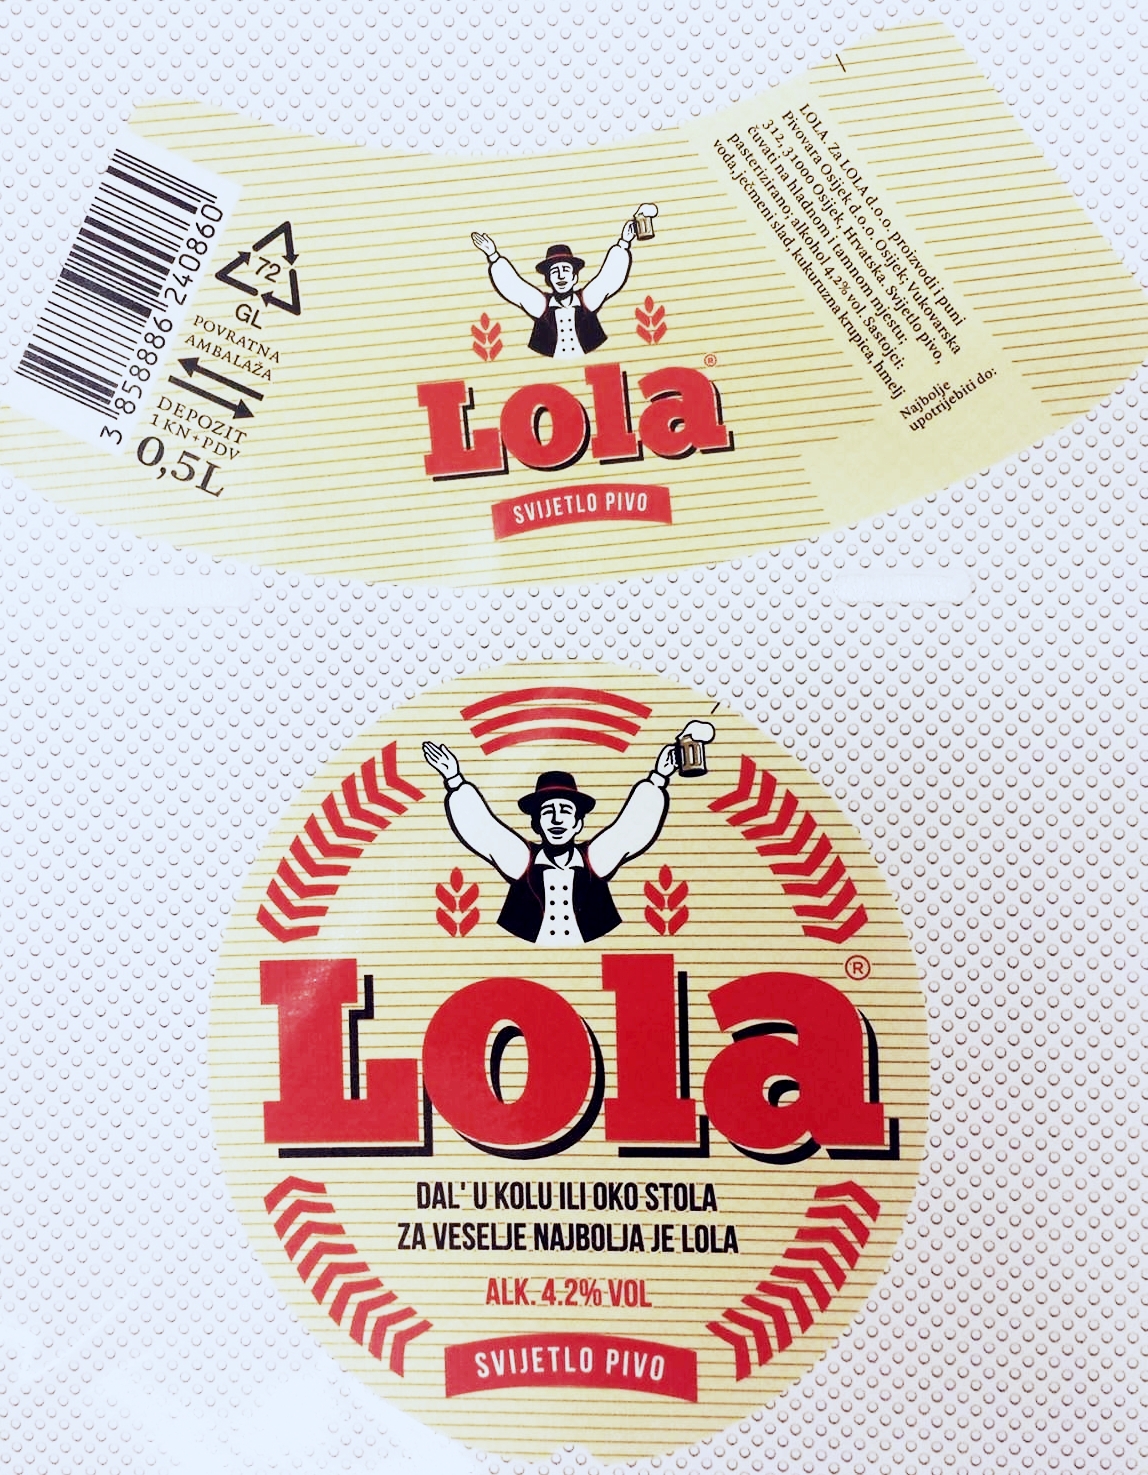 3 858886 240860
72
GL
POVRATNA
AMBALAŽA
DEPOZIT
1 KN+PDV
0,5L
Lola®
SVIJETLO PIVO
LOLA. Za LOLA d.o.o. proizvodi i puni
Pivovara Osijek d.o.o. Osijek; Vukovarska
312, 31000 Osijek, Hrvatska. Svijetlo pivo,
čuvati na hladnom i tamnom mjestu;
pasterizirano; alkohol 4,2% vol. Sastojci:
voda, ječmeni slad, kukuruzna krupica, hmelj
Najbolje
upotrijebiti do:
Lola®
DAL' U KOLU ILI OKO STOLA
ZA VESELJE NAJBOLJA JE LOLA
ALK. 4.2% VOL
SVIJETLO PIVO